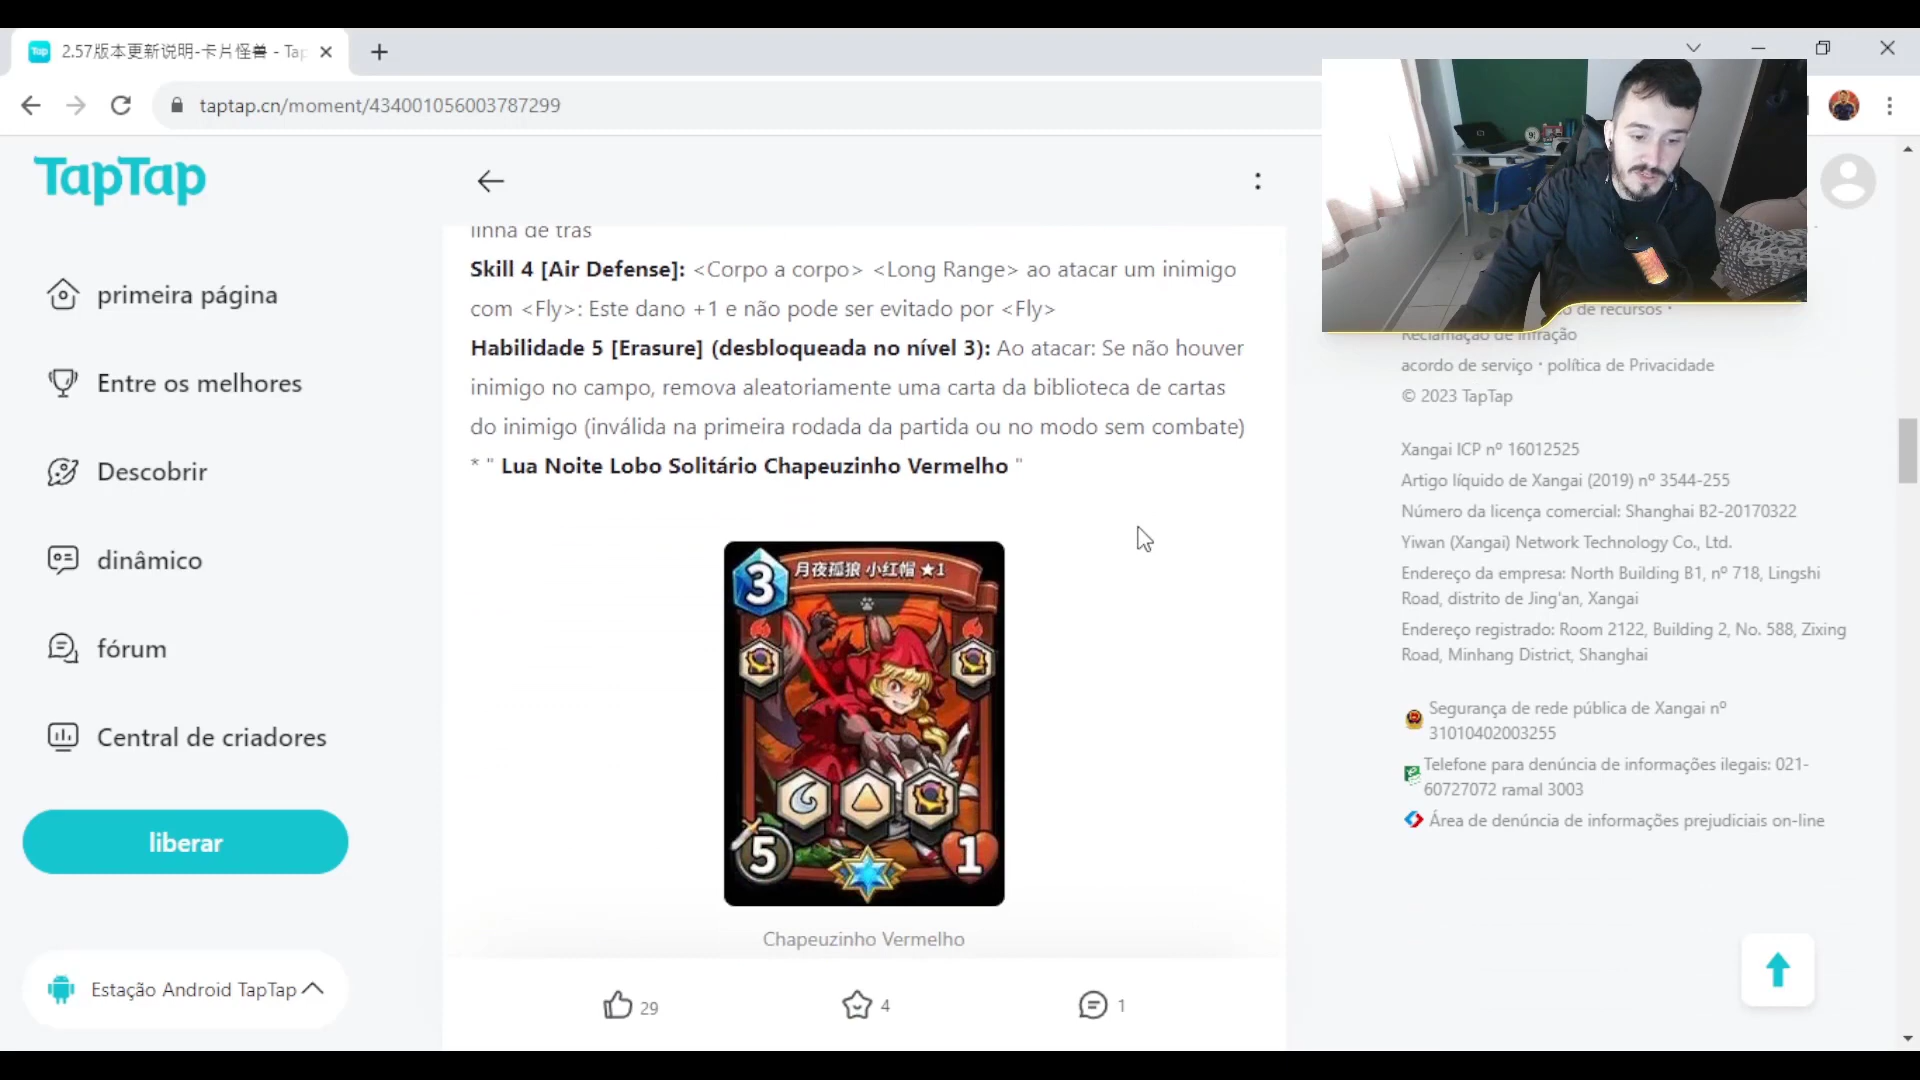 2.57版本更新说明-卡片怪兽 - Tap
taptap.cn/moment/434001056003787299
TapTap
primeira página
Entre os melhores
Descobrir
dinâmico
fórum
Central de criadores
liberar
Estação Android TapTap
linha de trás
Skill 4 [Air Defense]: <Corpo a corpo> <Long Range> ao atacar um inimigo
com <Fly>: Este dano +1 e não pode ser evitado por <Fly>
Habilidade 5 [Erasure] (desbloqueada no nível 3): Ao atacar: Se não houver
inimigo no campo, remova aleatoriamente uma carta da biblioteca de cartas
do inimigo (inválida na primeira rodada da partida ou no modo sem combate)
* " Lua Noite Lobo Solitário Chapeuzinho Vermelho "
3
月夜孤狼 小红帽 ★1
5
1
Chapeuzinho Vermelho
29
4
1
o de recursos ·
Reclamação de infração
acordo de serviço · política de Privacidade
© 2023 TapTap
Xangai ICP nº 16012525
Artigo líquido de Xangai (2019) nº 3544-255
Número da licença comercial: Shanghai B2-20170322
Yiwan (Xangai) Network Technology Co., Ltd.
Endereço da empresa: North Building B1, nº 718, Lingshi
Road, distrito de Jing'an, Xangai
Endereço registrado: Room 2122, Building 2, No. 588, Zixing
Road, Minhang District, Shanghai
Segurança de rede pública de Xangai nº
31010402003255
Telefone para denúncia de informações ilegais: 021-
60727072 ramal 3003
Área de denúncia de informações prejudiciais on-line